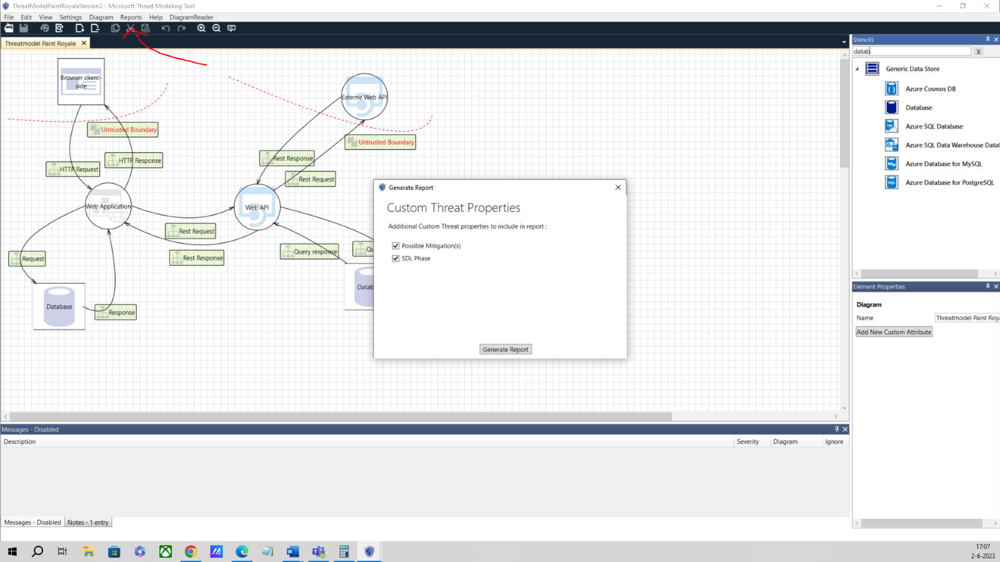 ThreatModelPaintRoyaleVersion2 - Microsoft Threat Modeling Tool
File Edit View Settings Diagram Reports Help DiagramReader
Threatmodel Paint Royale
Browser client-
side
Untrusted Boundary
HTTP Response
HTTP Request
Externe Web API
Untrusted Boundary
Rest Response
Rest Request
Web Application
Web API
Rest Request
Rest Response
Query response
Qu
Request
Database
Response
Datab
Generate Report
Custom Threat Properties
Additional Custom Threat properties to include in report :
Possible Mitigation(s)
SDL Phase
Generate Report
Stencils
datab
X
Generic Data Store
Azure Cosmos DB
Database
SQL
Azure SQL Database
Azure SQL Data Warehouse Datal
My
Azure Database for MySQL
SQL
Azure Database for PostgreSQL
Element Properties
Diagram
Name Threatmodel Paint Roya
Add New Custom Attribute
Messages - Disabled
Description Severity Diagram Ignore
Messages - Disabled Notes - 1 entry
17:07
2-6-2023